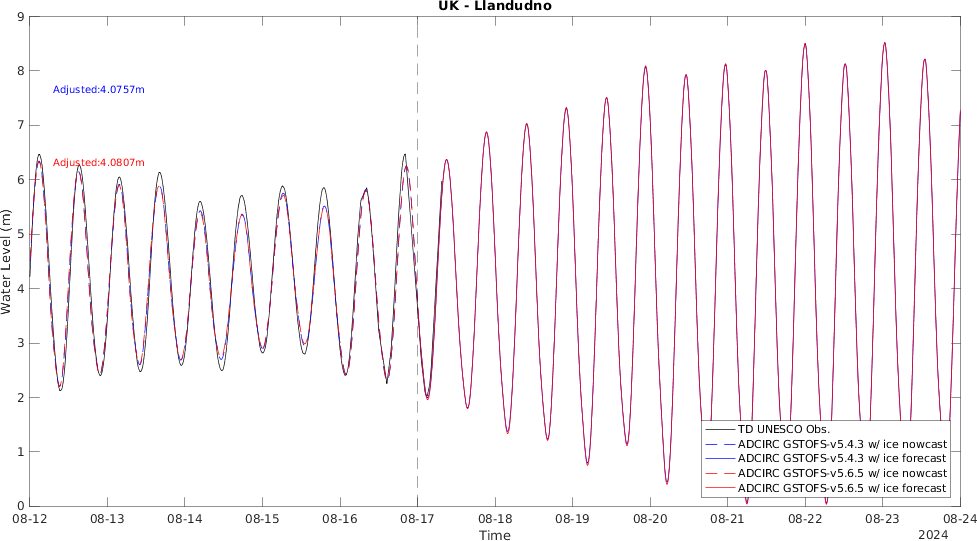 UK - Llandudno
9
8
7
6
5
4
3
2
1
0
Water Level (m)
Adjusted:4.0757m
Adjusted:4.0807m
TD UNESCO Obs.
ADCIRC GSTOFS-v5.4.3 w/ ice nowcast
ADCIRC GSTOFS-v5.4.3 w/ ice forecast
ADCIRC GSTOFS-v5.6.5 w/ ice nowcast
ADCIRC GSTOFS-v5.6.5 w/ ice forecast
08-12 08-13 08-14 08-15 08-16 08-17 08-18 08-19 08-20 08-21 08-22 08-23 08-24
Time
2024